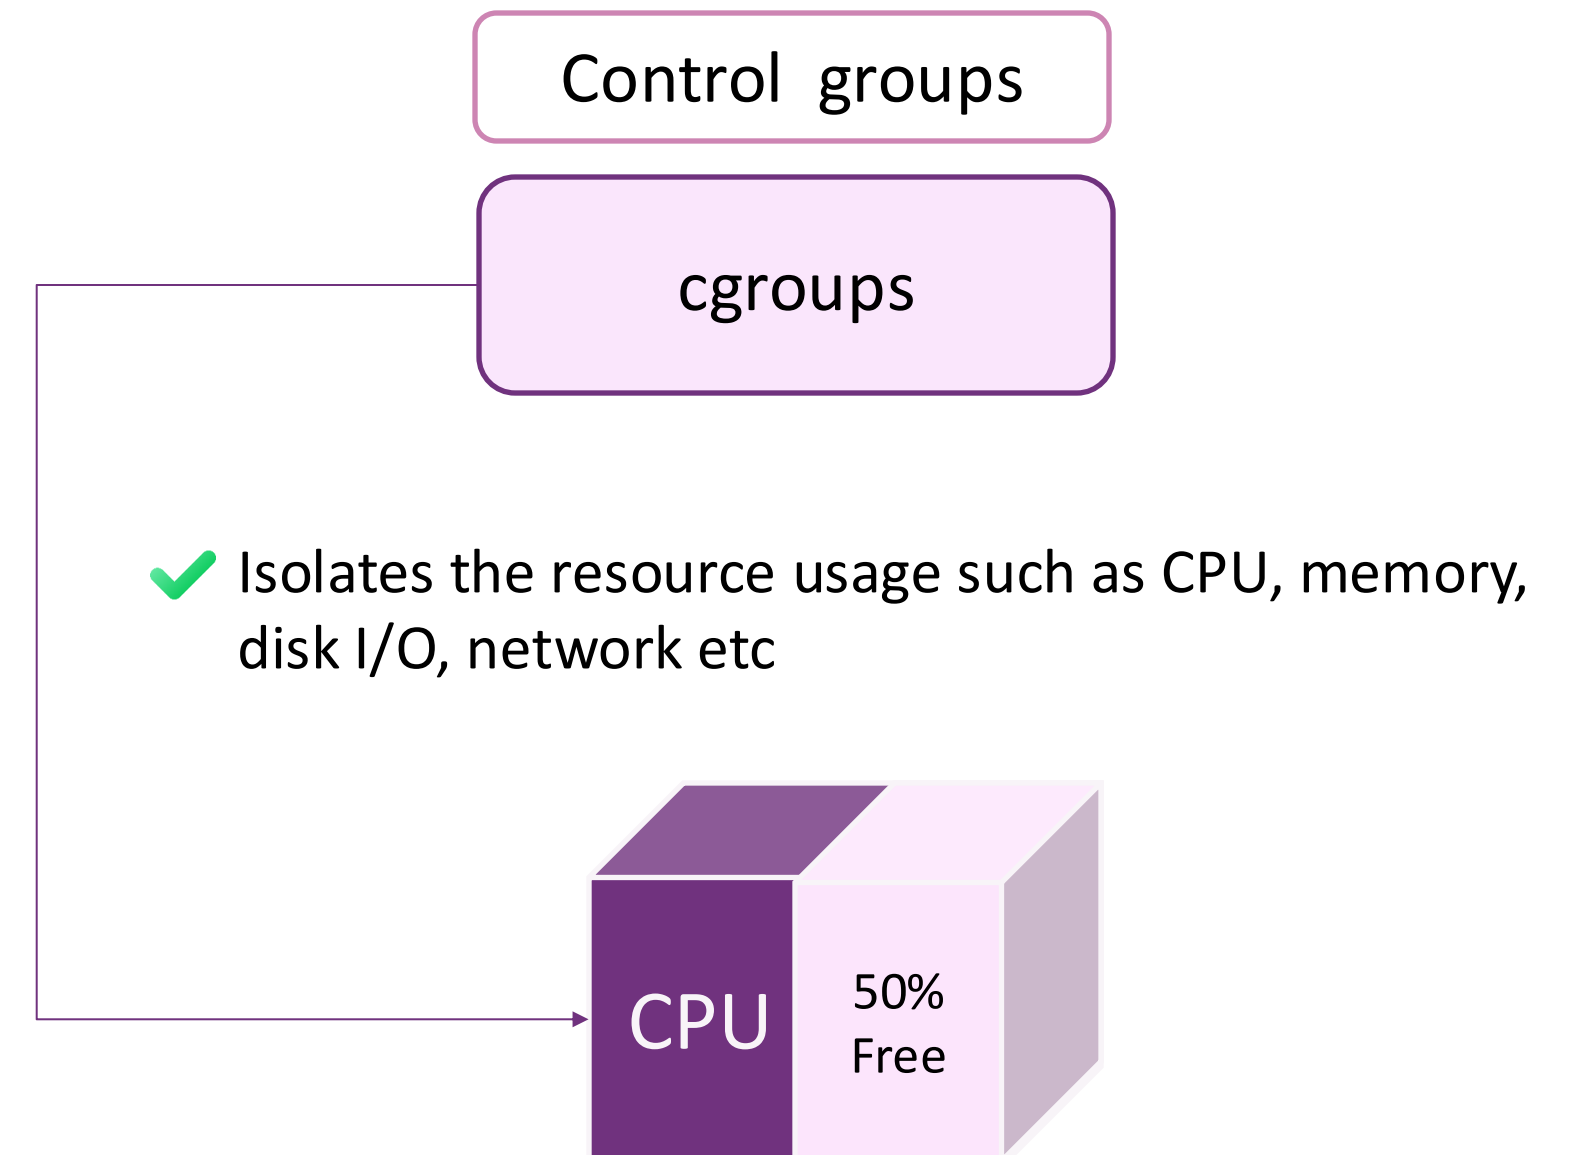 Control groups
cgroups
Isolates the resource usage such as CPU, memory,
disk I/O, network etc
CPU
50%
Free